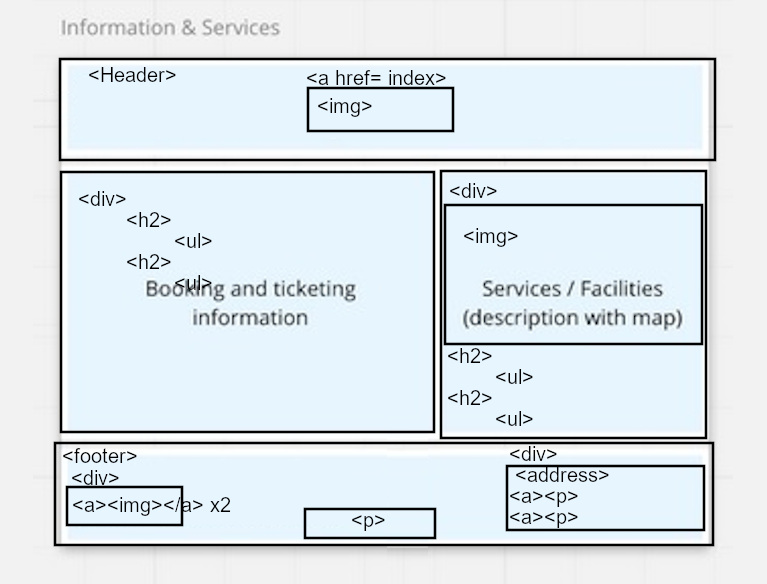 Information & Services
<Header>
<a href= index>
<img>
<div>
<h2>
<ul>
<h2>
<ul>
Booking and ticketing
information
<div>
<img>
Services / Facilities
(description with map)
<h2>
<ul>
<h2>
<ul>
<footer>
<div>
<a><img></a> x2
<p>
<div>
<address>
<a><p>
<a><p>